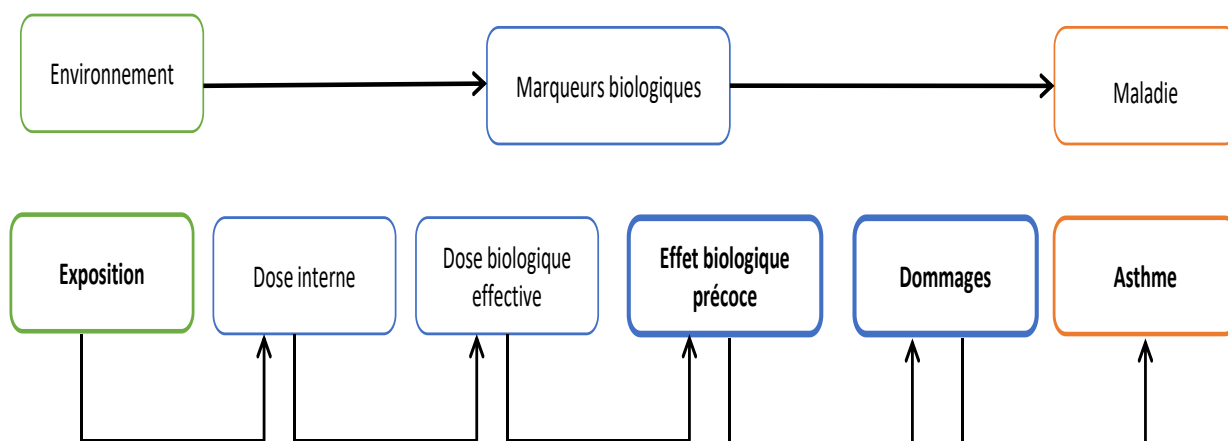 Environnement
Marqueurs biologiques
Maladie
Exposition
Dose interne
Dose biologique
effective
Effet biologique
précoce
Dommages
Asthme